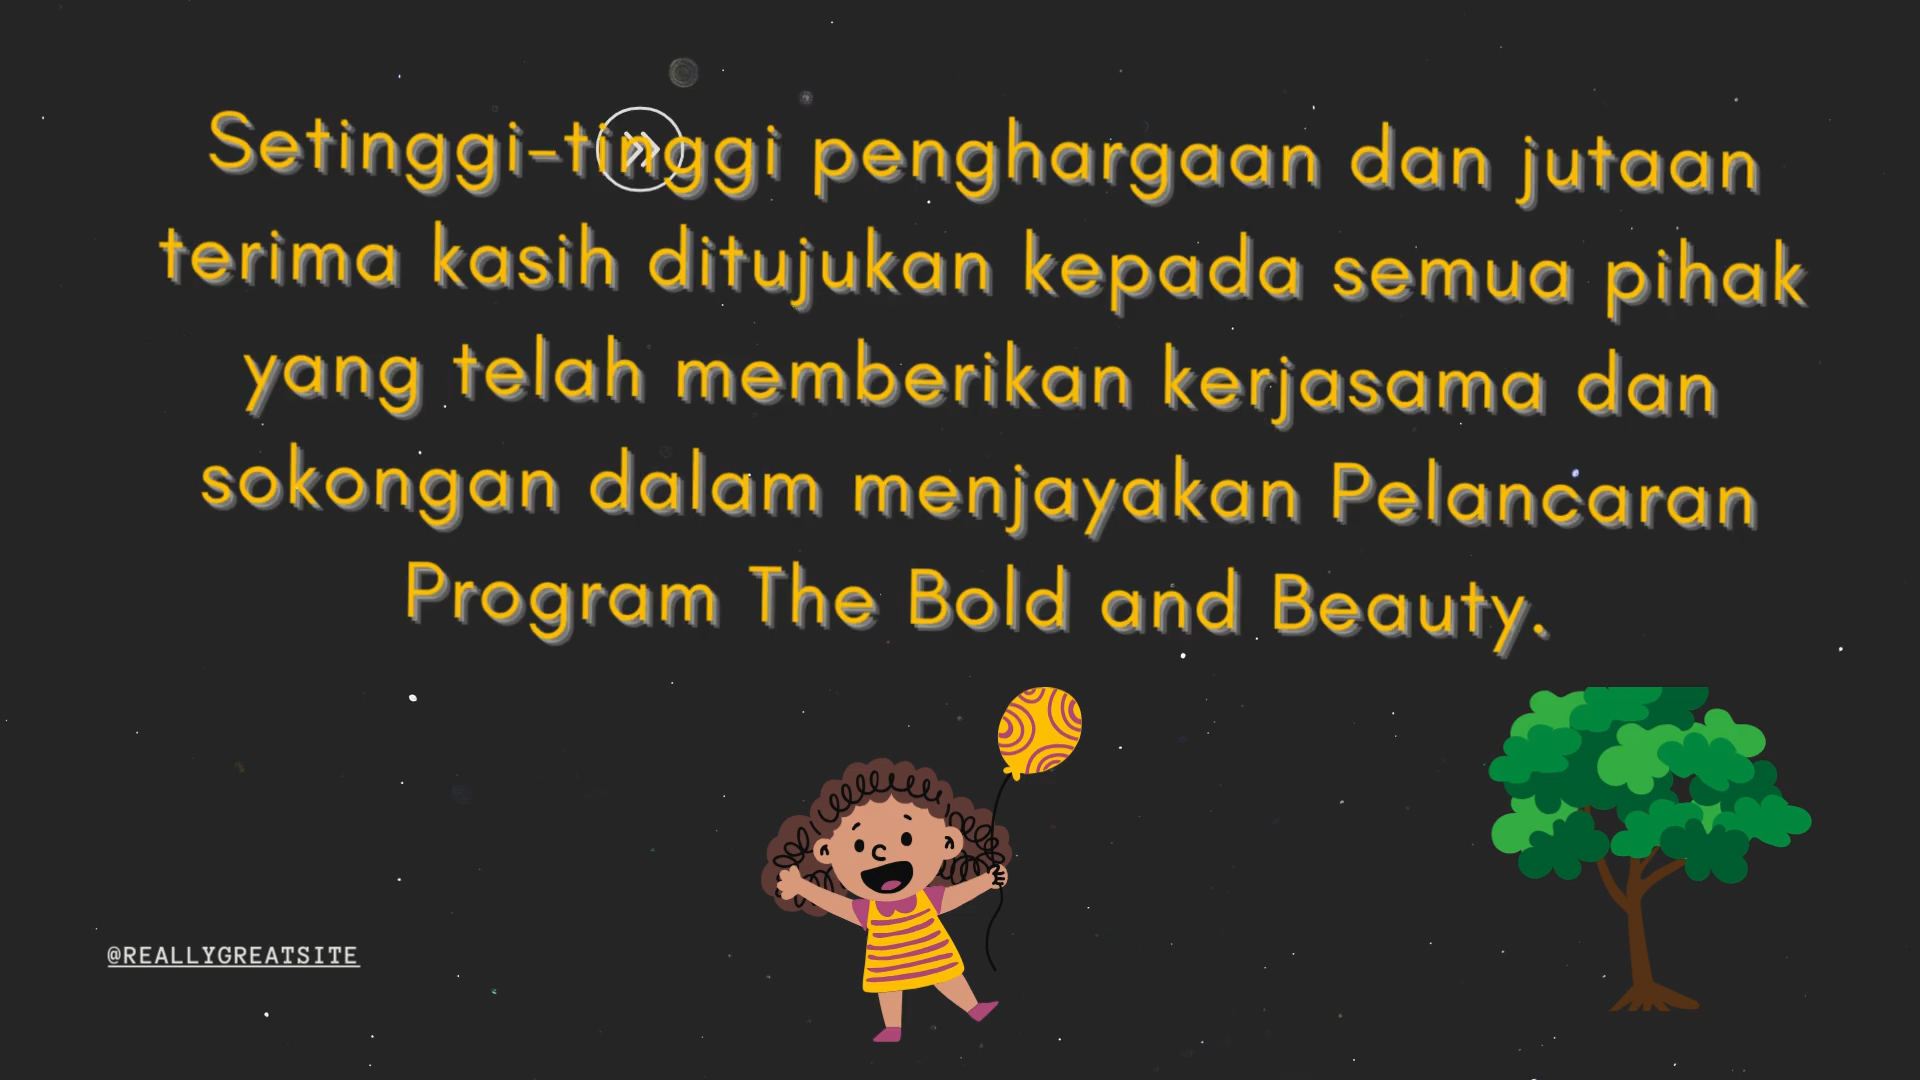 Setinggi-tinggi penghargaan dan jutaan
terima kasih ditujukan kepada semua pihak
yang telah memberikan kerjasama dan
sokongan dalam menjayakan Pelancaran
Program The Bold and Beauty.
@REALLYGREATSITE